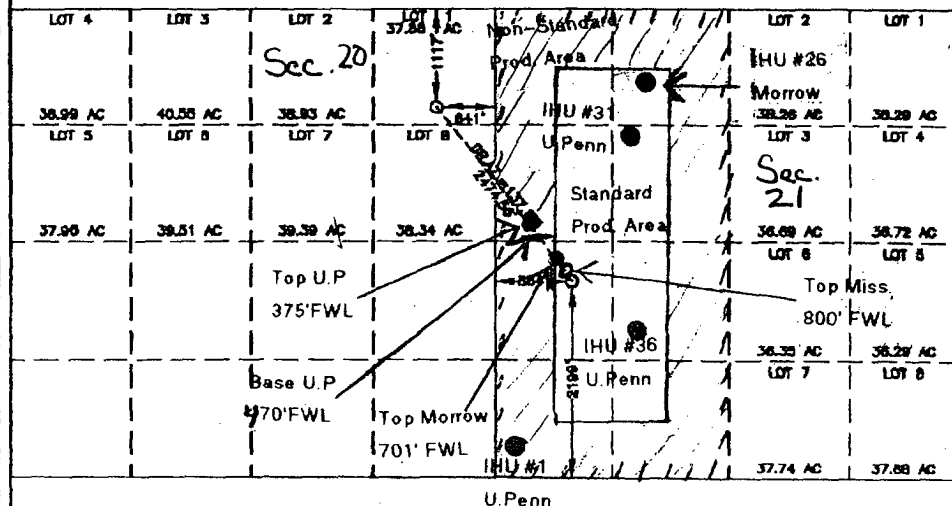 LOT 4 LOT 3 LOT 2 LOT 1 Non-Standard LOT 2 LOT 1
37.88 AC
Sec. 20 Prod. Area IHU #26
1117' Morrow
38.99 AC 40.55 AC 38.93 AC 641' IHU #31 38.26 AC 38.29 AC
LOT 5 LOT 6 LOT 7 LOT 8 U.Penn LOT 3 LOT 4
Standard Sec.
Prod. Area 21
37.95 AC 39.51 AC 39.39 AC 38.34 AC 36.69 AC 36.72 AC
LOT 6 LOT 5
Top U.P Top Miss.
375'FWL 800' FWL
IHU #36 36.35 AC 36.29 AC
Base U.P U.Penn LOT 7 LOT 8
470'FWL Top Morrow 2199'
701' FWL
IHU #1 37.74 AC 37.68 AC
U.Penn